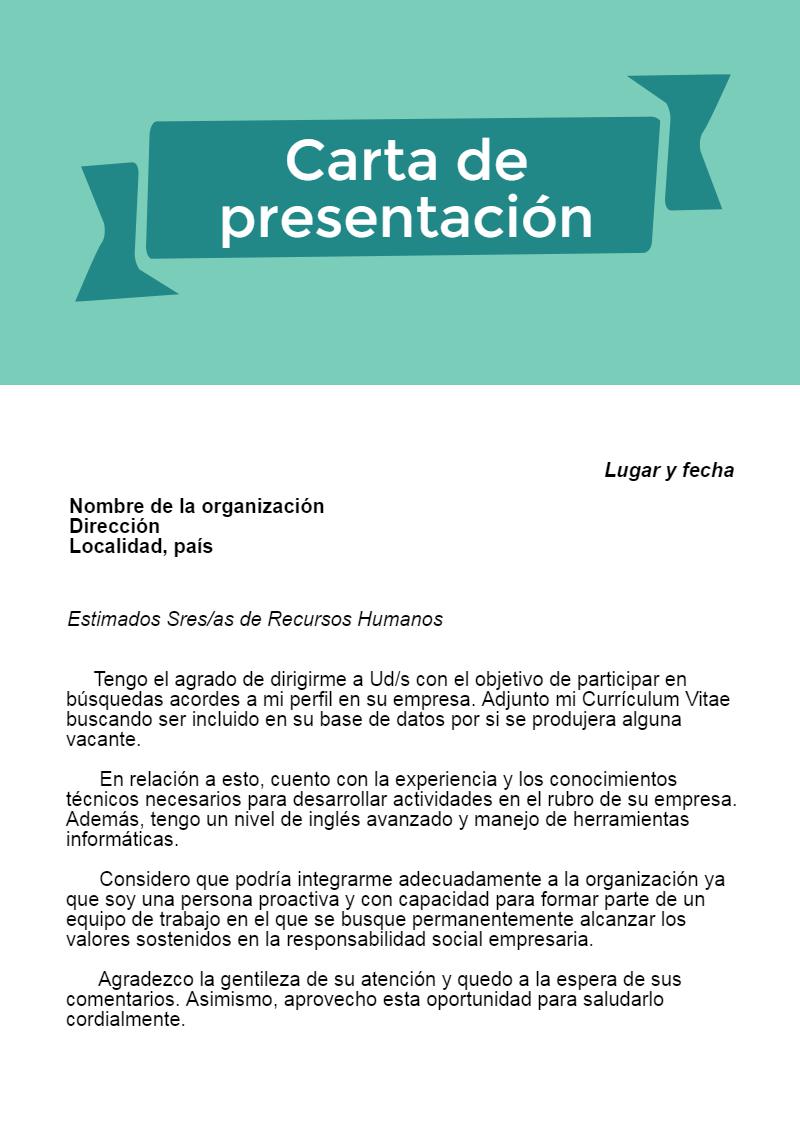 Carta de
presentación
Lugar y fecha
Nombre de la organización
Dirección
Localidad, país
Estimados Sres/as de Recursos Humanos
Tengo el agrado de dirigirme a Ud/s con el objetivo de participar en
búsquedas acordes a mi perfil en su empresa. Adjunto mi Currículum Vitae
buscando ser incluido en su base de datos por si se produjera alguna
vacante.
En relación a esto, cuento con la experiencia y los conocimientos
técnicos necesarios para desarrollar actividades en el rubro de su empresa.
Además, tengo un nivel de inglés avanzado y manejo de herramientas
informáticas.
Considero que podría integrarme adecuadamente a la organización ya
que soy una persona proactiva y con capacidad para formar parte de un
equipo de trabajo en el que se busque permanentemente alcanzar los
valores sostenidos en la responsabilidad social empresaria.
Agradezco la gentileza de su atención y quedo a la espera de sus
comentarios. Asimismo, aprovecho esta oportunidad para saludarlo
cordialmente.